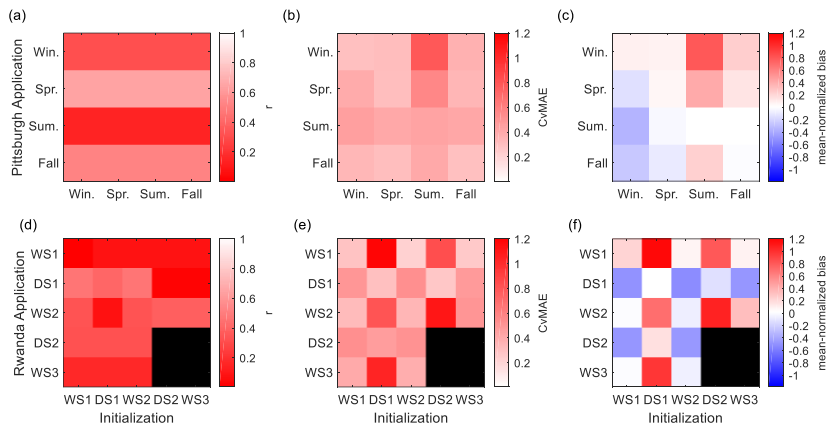 (a)
(b)
(c)
Pittsburgh Application
Win.
Spr.
Sum.
Fall
Win. Spr. Sum. Fall
1
0.8
0.6
0.4
0.2
r
Win.
Spr.
Sum.
Fall
Win. Spr. Sum. Fall
1.2
1
0.8
0.6
0.4
0.2
CvMAE
Win.
Spr.
Sum.
Fall
Win. Spr. Sum. Fall
1.2
1
0.8
0.6
0.4
0.2
0
-0.2
-0.4
-0.6
-0.8
-1
mean-normalized bias
(d)
(e)
(f)
Rwanda Application
WS1
DS1
WS2
DS2
WS3
WS1 DS1 WS2 DS2 WS3
Initialization
1
0.8
0.6
0.4
0.2
r
WS1
DS1
WS2
DS2
WS3
WS1 DS1 WS2 DS2 WS3
Initialization
1.2
1
0.8
0.6
0.4
0.2
CvMAE
WS1
DS1
WS2
DS2
WS3
WS1 DS1 WS2 DS2 WS3
Initialization
1.2
1
0.8
0.6
0.4
0.2
0
-0.2
-0.4
-0.6
-0.8
-1
mean-normalized bias